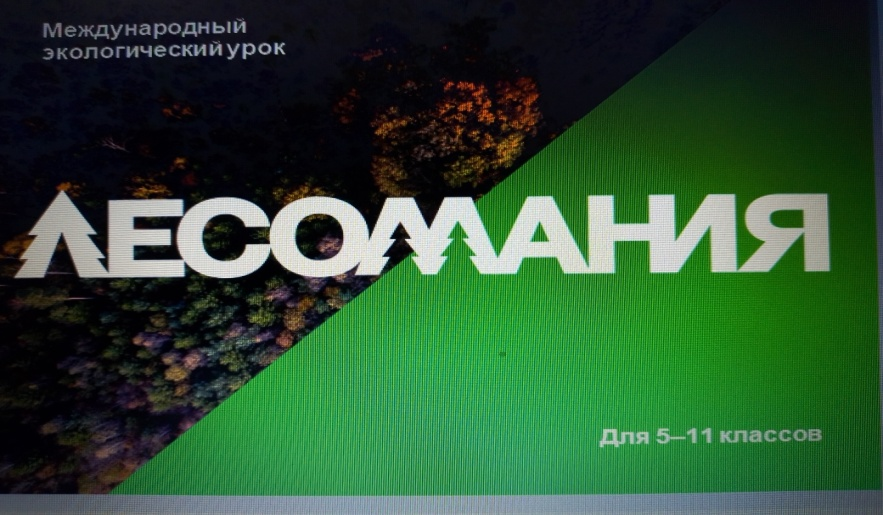 Международный
экологический урок
ЛЕСОМАНИЯ
Для 5–11 классов